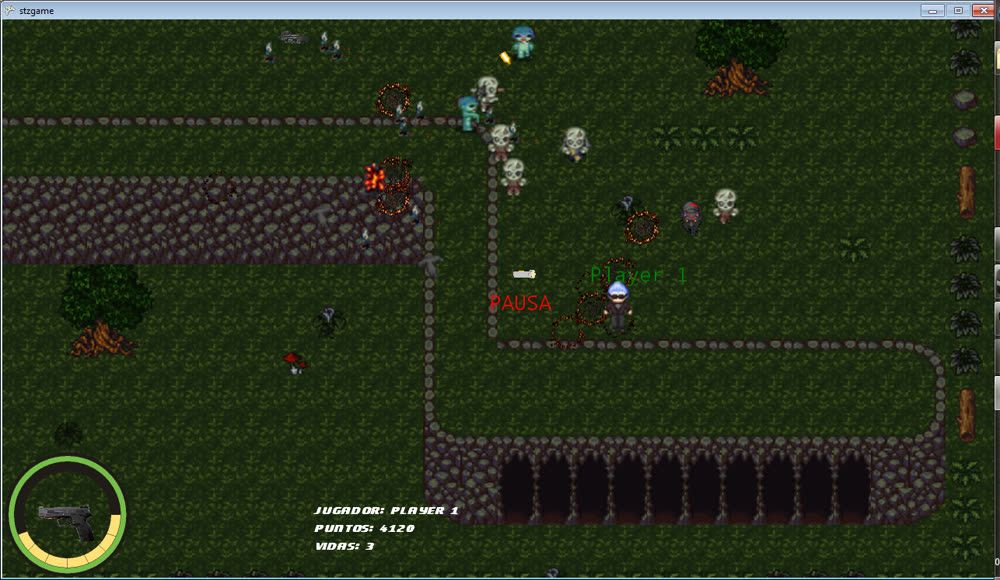 stzgame
Player 1
PAUSA
JUGADOR: PLAYER 1
PUNTOS: 4120
VIDAS: 3